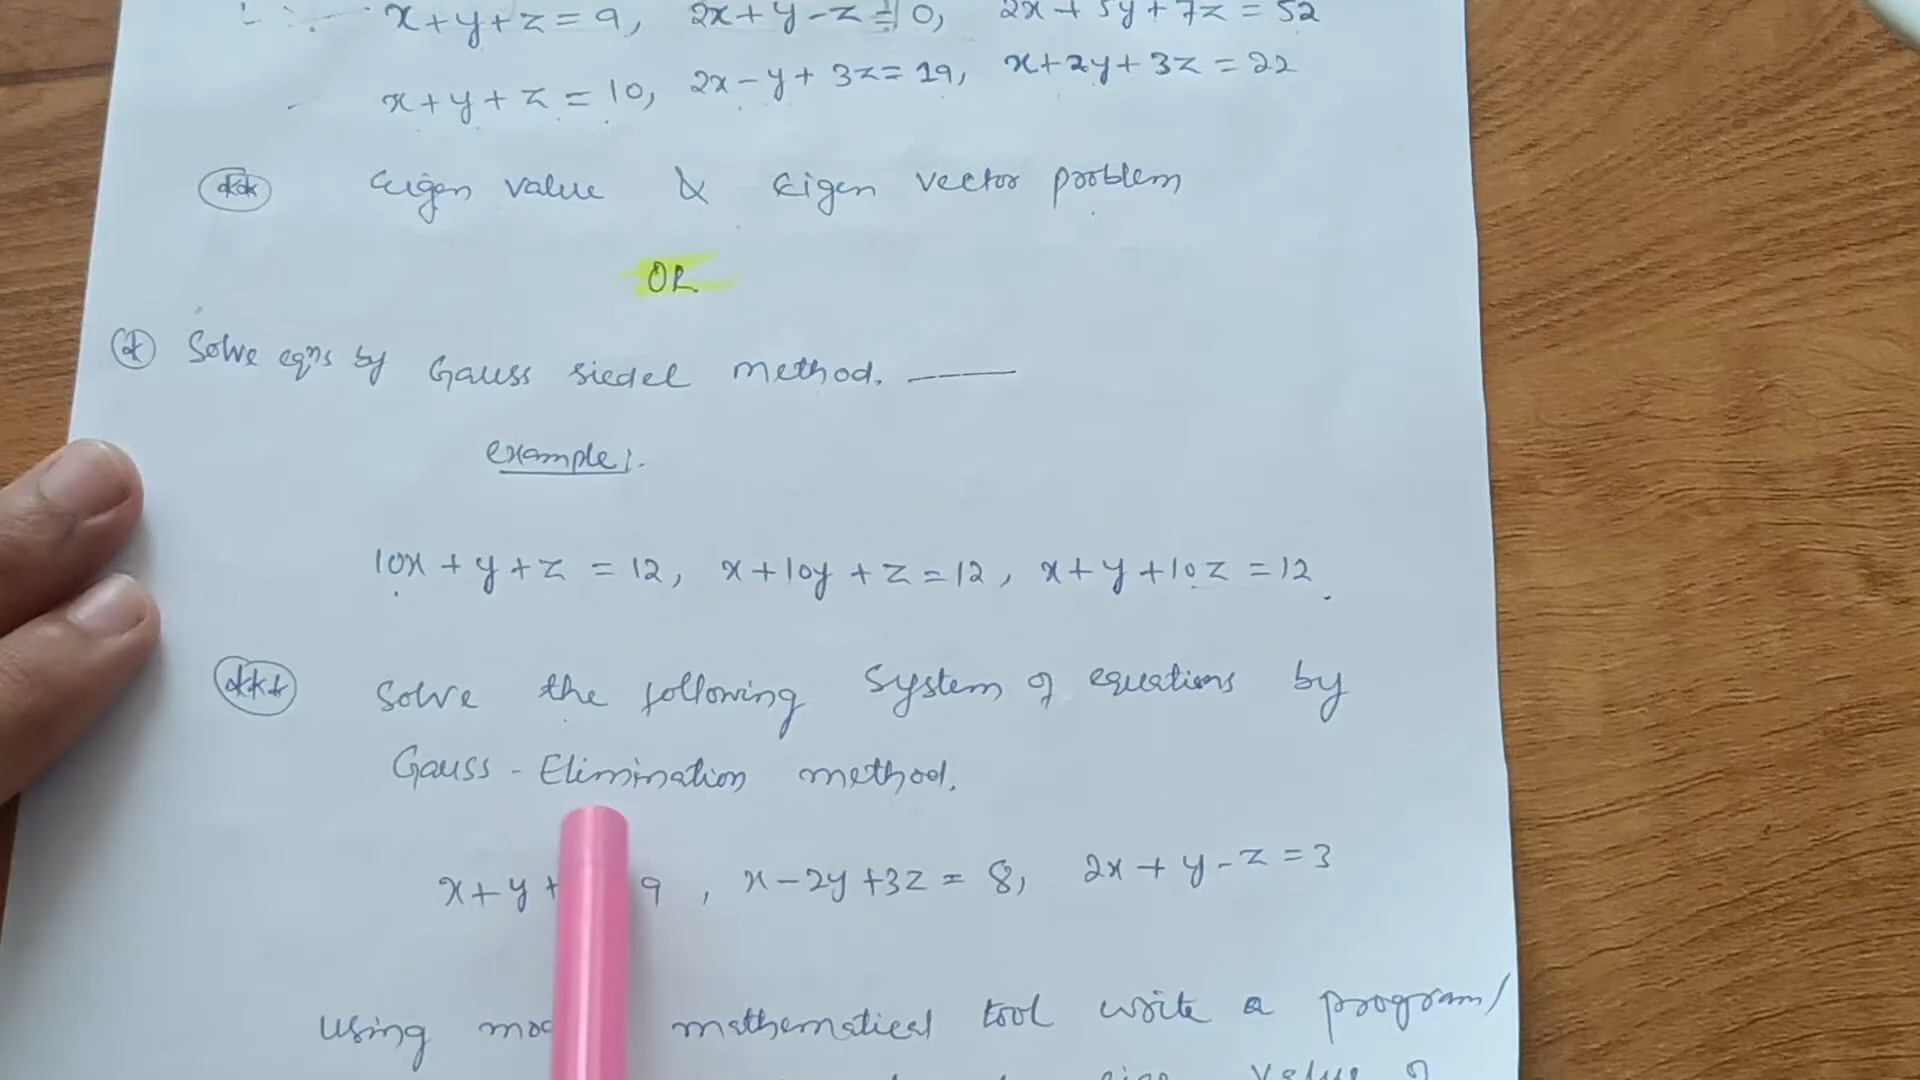 x+y+z=9, 2x+y-z=0, 2x+5y+7z=52
x+y+z=10, 2x-y+3z=19, x+2y+3z=22
** Eigen value & Eigen vector problem
OR
* Solve eqns by Gauss siedel method.
example:
10x+y+z=12, x+10y+z=12, x+y+10z=12.
*** solve the following system of equations by
Gauss-Elimination method.
x+y+ 9, x-2y+3z=8, 2x+y-z=3
using mathematical tool write a program/
value of